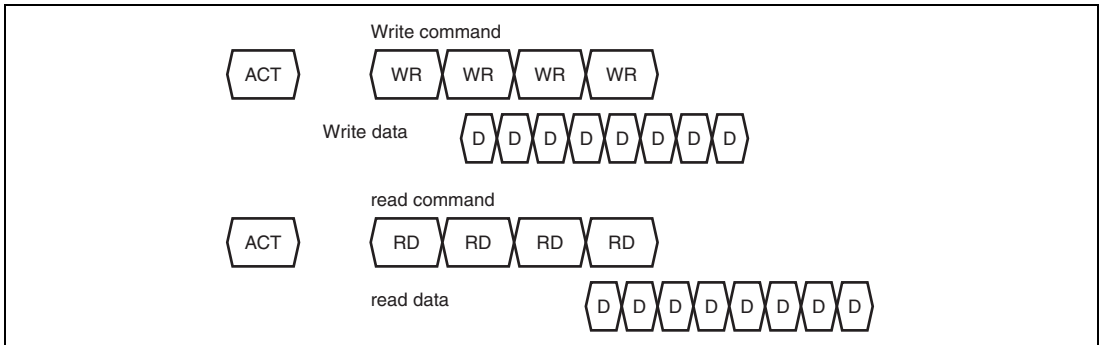 Write command
ACT WR WR WR WR
Write data D D D D D D D D
read command
ACT RD RD RD RD
read data D D D D D D D D